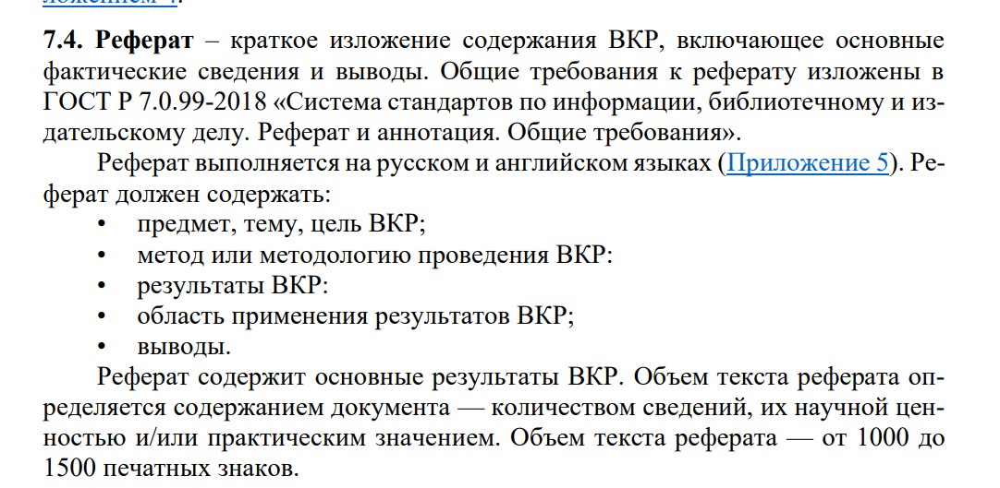 ложением 4.
7.4. Реферат – краткое изложение содержания ВКР, включающее основные
фактические сведения и выводы. Общие требования к реферату изложены в
ГОСТ Р 7.0.99-2018 «Система стандартов по информации, библиотечному и из-
дательскому делу. Реферат и аннотация. Общие требования».
Реферат выполняется на русском и английском языках (Приложение 5). Ре-
ферат должен содержать:
• предмет, тему, цель ВКР;
• метод или методологию проведения ВКР:
• результаты ВКР:
• область применения результатов ВКР;
• выводы.
Реферат содержит основные результаты ВКР. Объем текста реферата оп-
ределяется содержанием документа — количеством сведений, их научной цен-
ностью и/или практическим значением. Объем текста реферата — от 1000 до
1500 печатных знаков.